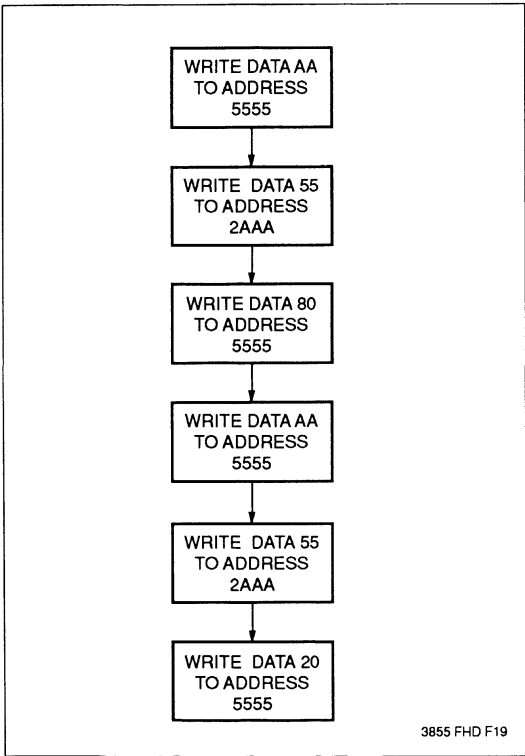 WRITE DATA AA
TO ADDRESS
5555
WRITE DATA 55
TO ADDRESS
2AAA
WRITE DATA 80
TO ADDRESS
5555
WRITE DATA AA
TO ADDRESS
5555
WRITE DATA 55
TO ADDRESS
2AAA
WRITE DATA 20
TO ADDRESS
5555
3855 FHD F19